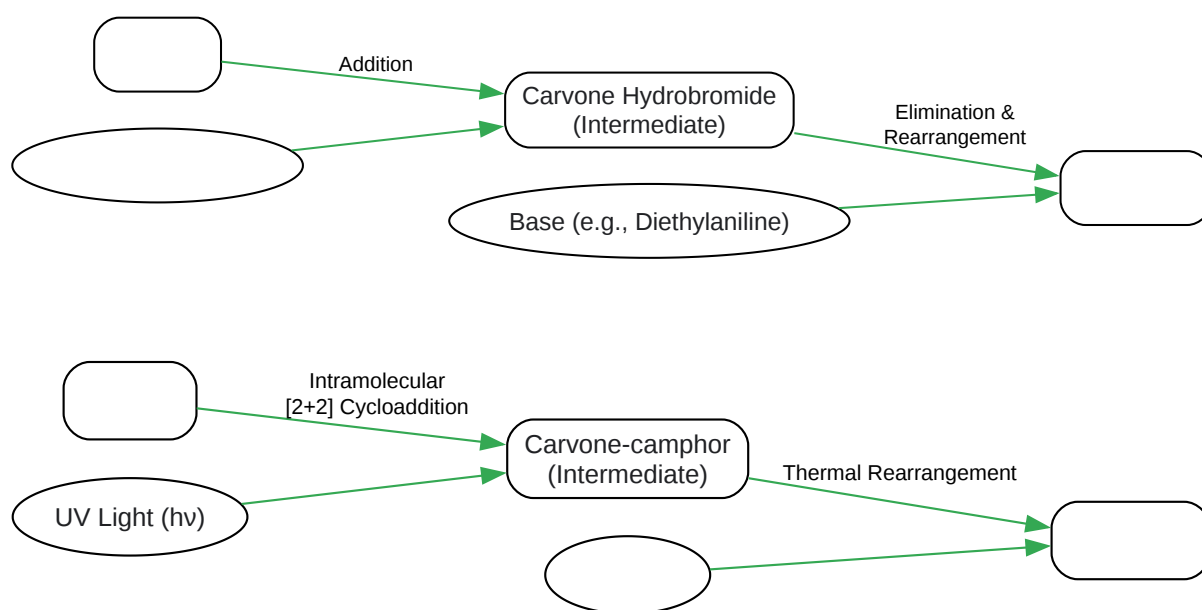 Addition
Carvone Hydrobromide
(Intermediate)
Elimination &
Rearrangement
Base (e.g., Diethylaniline)
Intramolecular
[2+2] Cycloaddition
Carvone-camphor
(Intermediate)
Thermal Rearrangement
UV Light (hν)